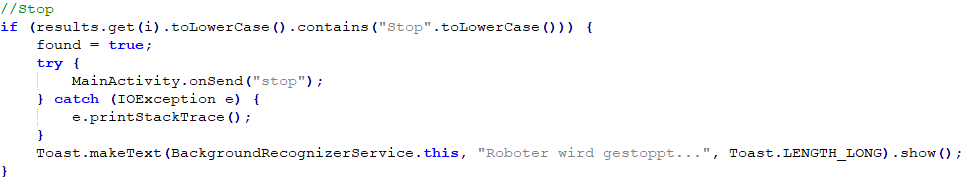 //Stop
if (results.get(i).toLowerCase().contains("Stop".toLowerCase())) {
    found = true;
    try {
        MainActivity.onSend("stop");
    } catch (IOException e) {
        e.printStackTrace();
    }
    Toast.makeText(BackgroundRecognizerService.this, "Roboter wird gestoppt...", Toast.LENGTH_LONG).show();
}